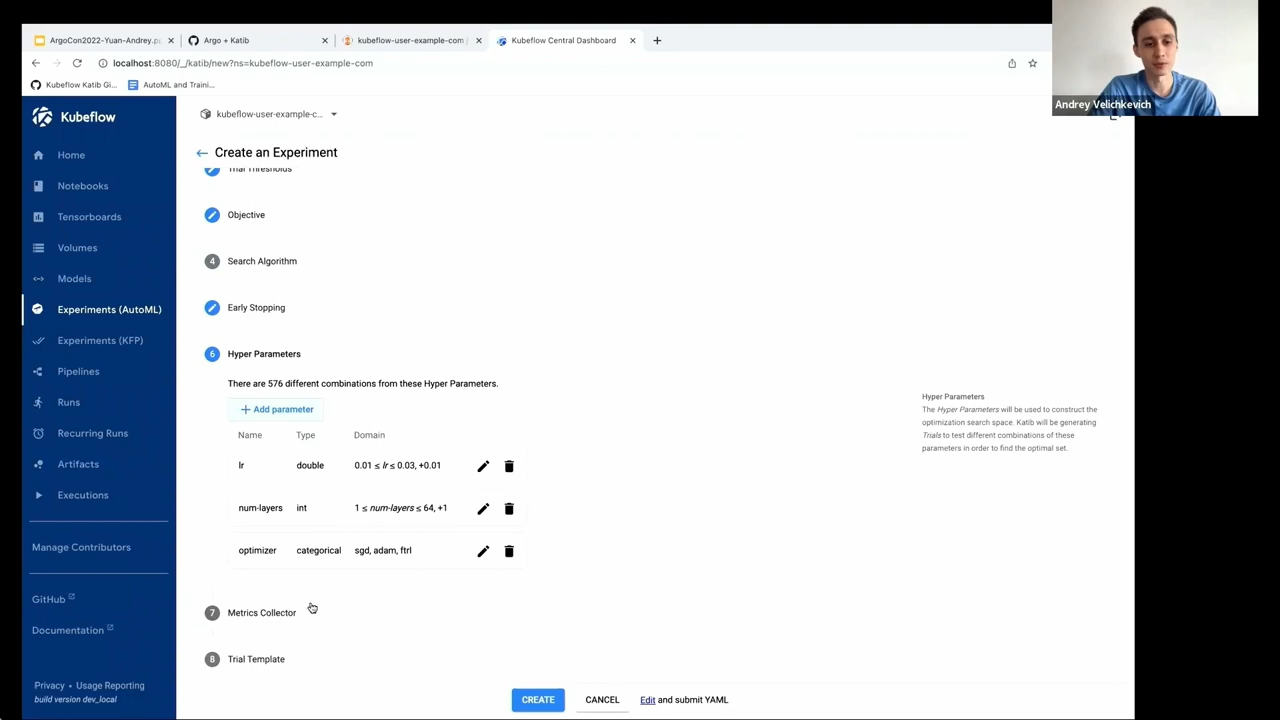 ArgoCon2022-Yuan-Andrey.p
Argo + Katib
kubeflow-user-example-com /
Kubeflow Central Dashboard
localhost:8080/_/katib/new?ns=kubeflow-user-example-com
Kubeflow Katib Gi...
AutoML and Traini...
Andrey Velichkevich
Kubeflow
Home
Notebooks
Tensorboards
Volumes
Models
Experiments (AutoML)
Experiments (KFP)
Pipelines
Runs
Recurring Runs
Artifacts
Executions
Manage Contributors
GitHub
Documentation
Privacy • Usage Reporting
build version dev_local
kubeflow-user-example-c...
Create an Experiment
Trial Thresholds
Objective
4 Search Algorithm
Early Stopping
6 Hyper Parameters
There are 576 different combinations from these Hyper Parameters.
+ Add parameter
Name Type Domain
lr double 0.01 ≤ lr ≤ 0.03, +0.01
num-layers int 1 ≤ num-layers ≤ 64, +1
optimizer categorical sgd, adam, ftrl
7 Metrics Collector
8 Trial Template
Hyper Parameters
The Hyper Parameters will be used to construct the
optimization search space. Katib will be generating
Trials to test different combinations of these
parameters in order to find the optimal set.
CREATE CANCEL Edit and submit YAML